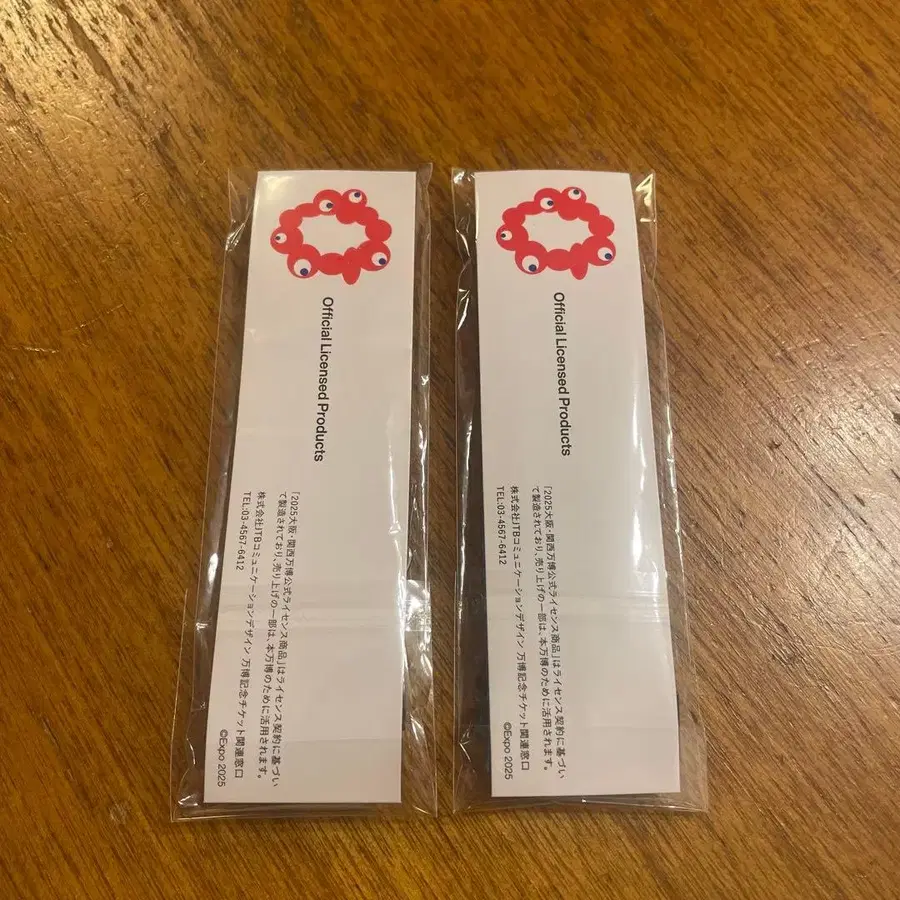 Official Licensed Products
「2025大阪・関西万博公式ライセンス商品」はライセンス契約に基づい
て製造されており、売り上げの一部は、本万博のために活用されます。
株式会社JTBコミュニケーションデザイン 万博記念チケット関連窓口
TEL:03-4567-6412
©Expo 2025
Official Licensed Products
「2025大阪・関西万博公式ライセンス商品」はライセンス契約に基づい
て製造されており、売り上げの一部は、本万博のために活用されます。
株式会社JTBコミュニケーションデザイン 万博記念チケット関連窓口
TEL:03-4567-6412
©Expo 2025